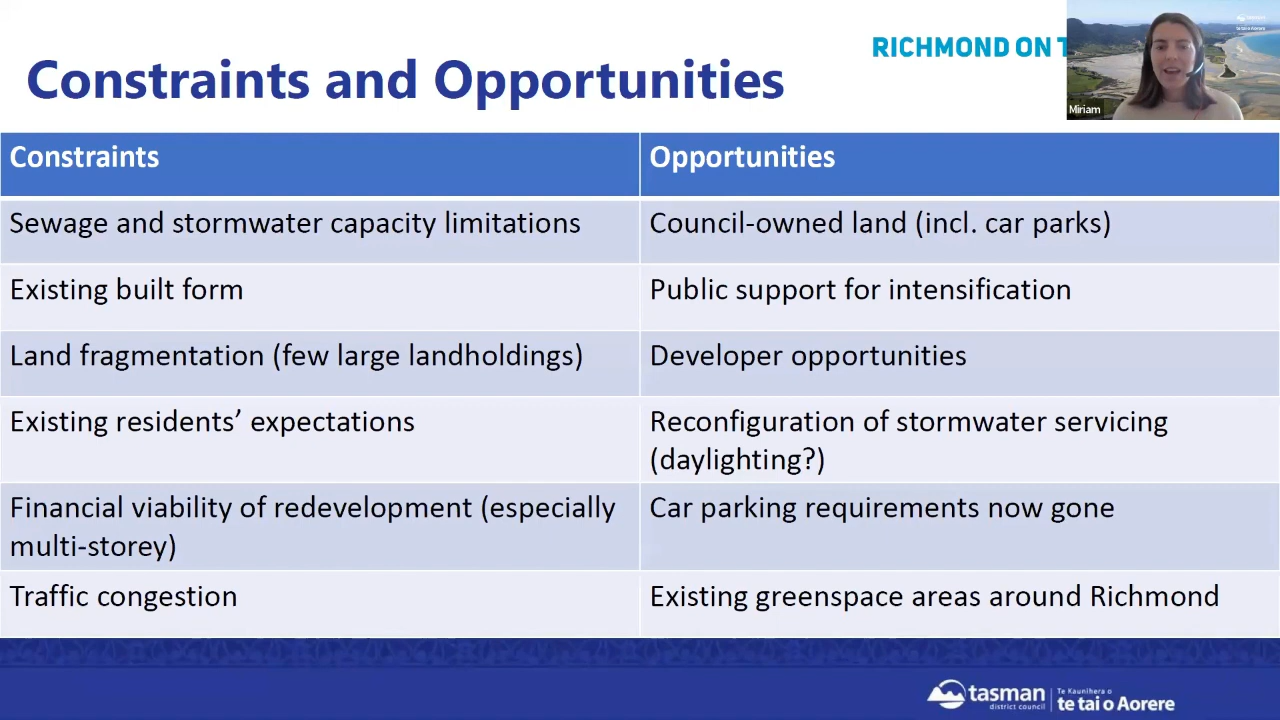 RICHMOND ON T
Constraints and Opportunities
Miriam
Constraints
Opportunities
Sewage and stormwater capacity limitations
Council-owned land (incl. car parks)
Existing built form
Public support for intensification
Land fragmentation (few large landholdings)
Developer opportunities
Existing residents’ expectations
Reconfiguration of stormwater servicing
(daylighting?)
Financial viability of redevelopment (especially
multi-storey)
Car parking requirements now gone
Traffic congestion
Existing greenspace areas around Richmond
tasman
district council
Te Kaunihera o
te tai o Aorere